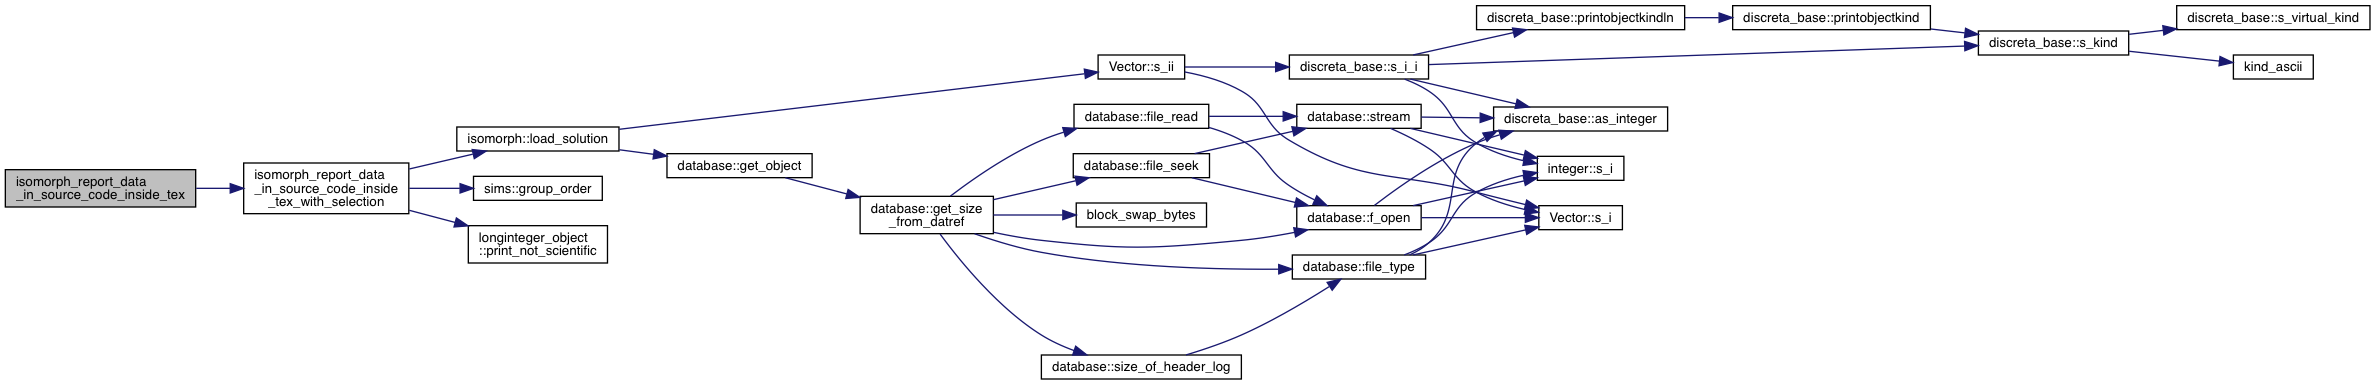 isomorph_report_data
_in_source_code_inside_tex
isomorph_report_data
_in_source_code_inside
_tex_with_selection
isomorph::load_solution
sims::group_order
longinteger_object
::print_not_scientific
database::get_object
database::get_size
_from_datref
Vector::s_ii
database::file_read
database::file_seek
block_swap_bytes
database::size_of_header_log
discreta_base::s_i_i
database::stream
database::f_open
database::file_type
discreta_base::printobjectkindln
discreta_base::as_integer
integer::s_i
Vector::s_i
discreta_base::printobjectkind
discreta_base::s_kind
discreta_base::s_virtual_kind
kind_ascii